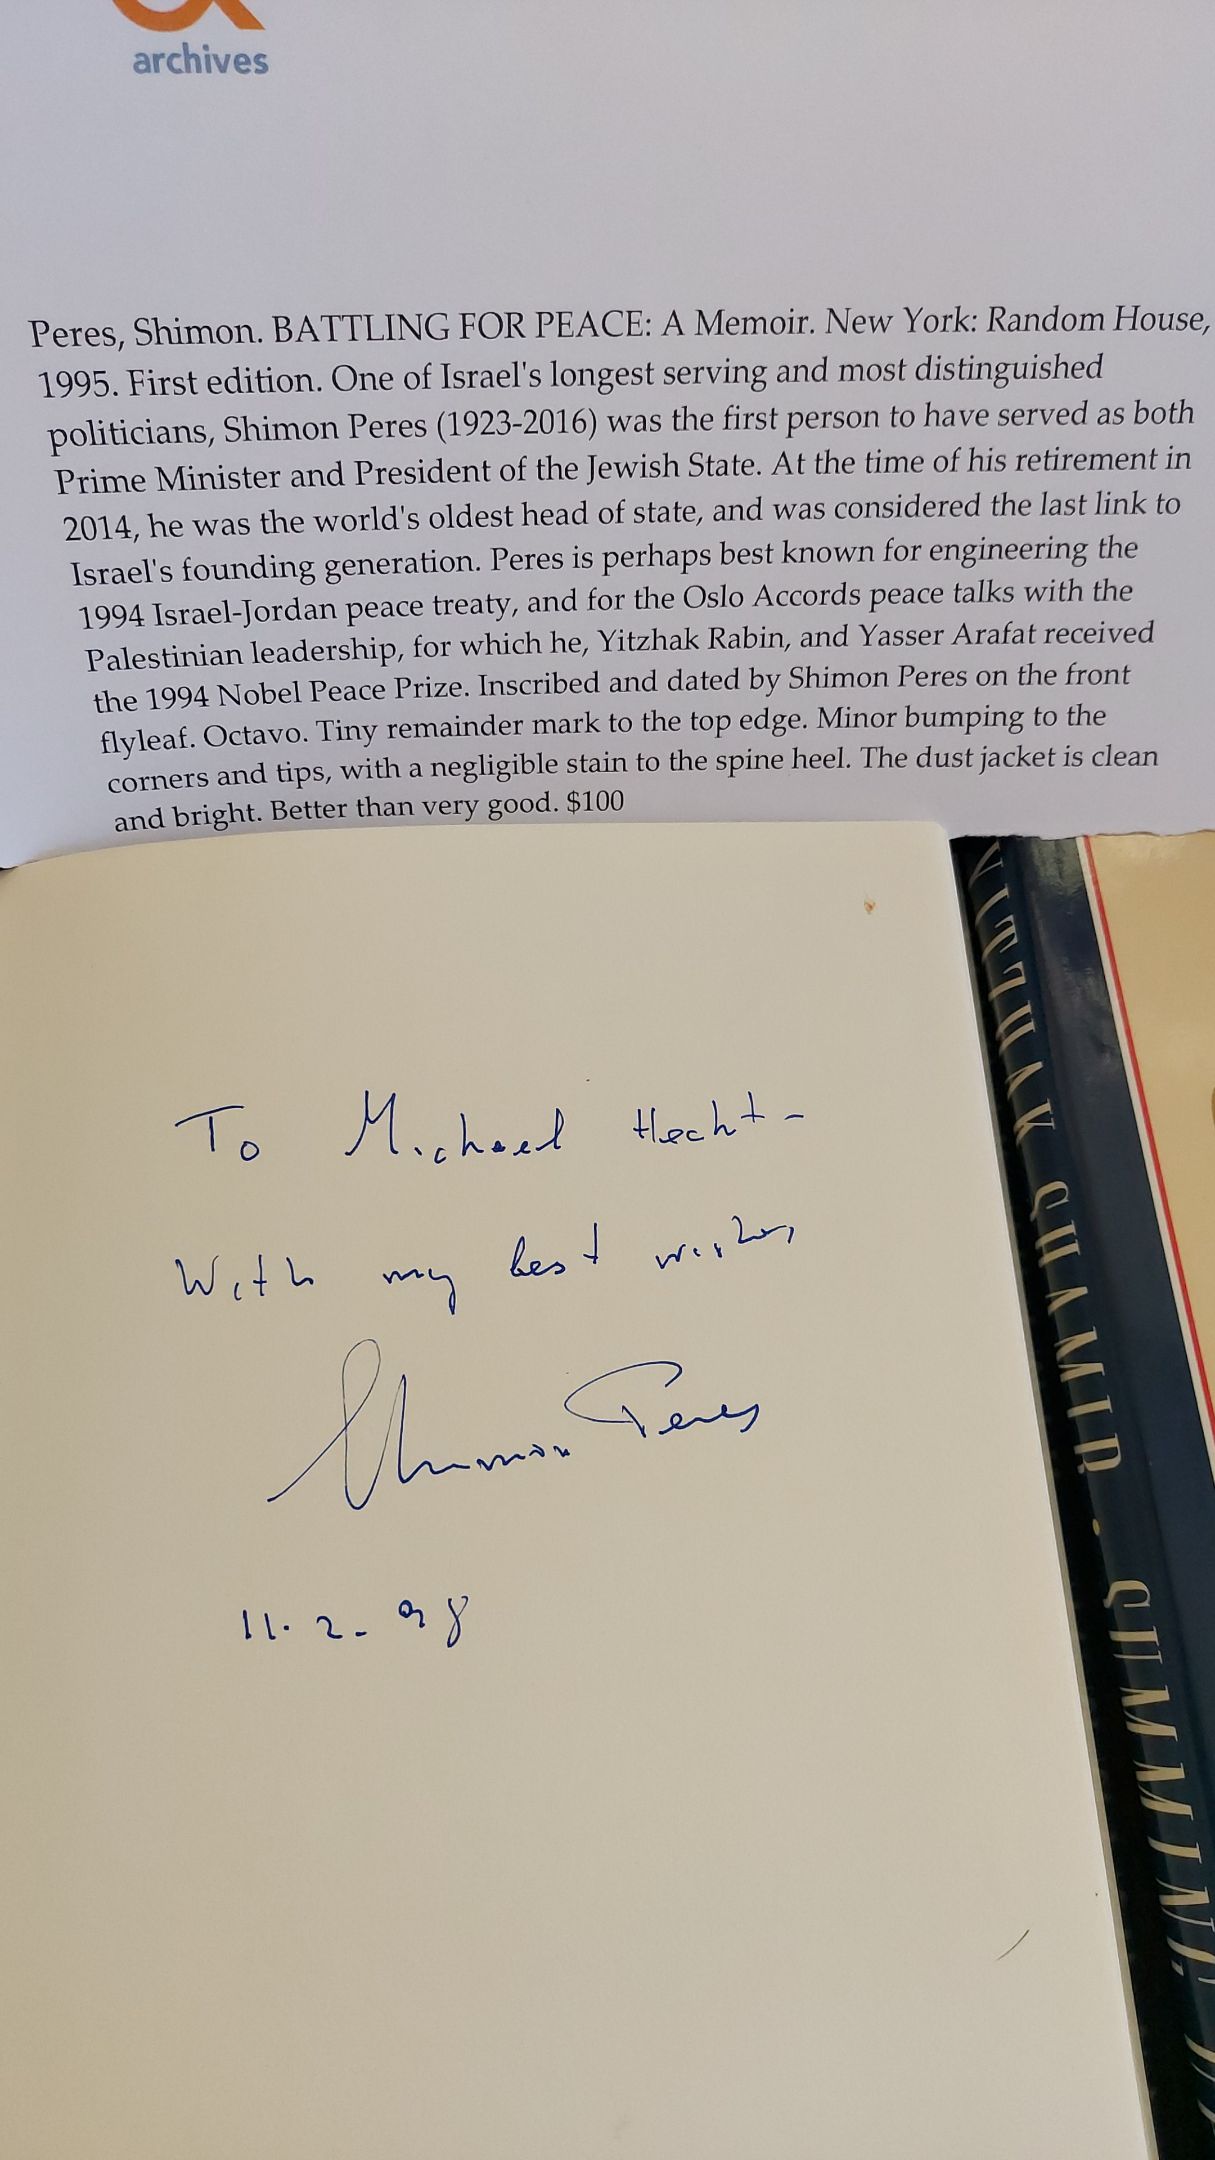 archives
Peres, Shimon. BATTLING FOR PEACE: A Memoir. New York: Random House,
1995. First edition. One of Israel's longest serving and most distinguished
politicians, Shimon Peres (1923-2016) was the first person to have served as both
Prime Minister and President of the Jewish State. At the time of his retirement in
2014, he was the world's oldest head of state, and was considered the last link to
Israel's founding generation. Peres is perhaps best known for engineering the
1994 Israel-Jordan peace treaty, and for the Oslo Accords peace talks with the
Palestinian leadership, for which he, Yitzhak Rabin, and Yasser Arafat received
the 1994 Nobel Peace Prize. Inscribed and dated by Shimon Peres on the front
flyleaf. Octavo. Tiny remainder mark to the top edge. Minor bumping to the
corners and tips, with a negligible stain to the spine heel. The dust jacket is clean
and bright. Better than very good. $100
To Michael Hecht -
With my best wishes,
Shimon Peres
11. 2 - 98
YITZHAK SHAMIR • SUMMING